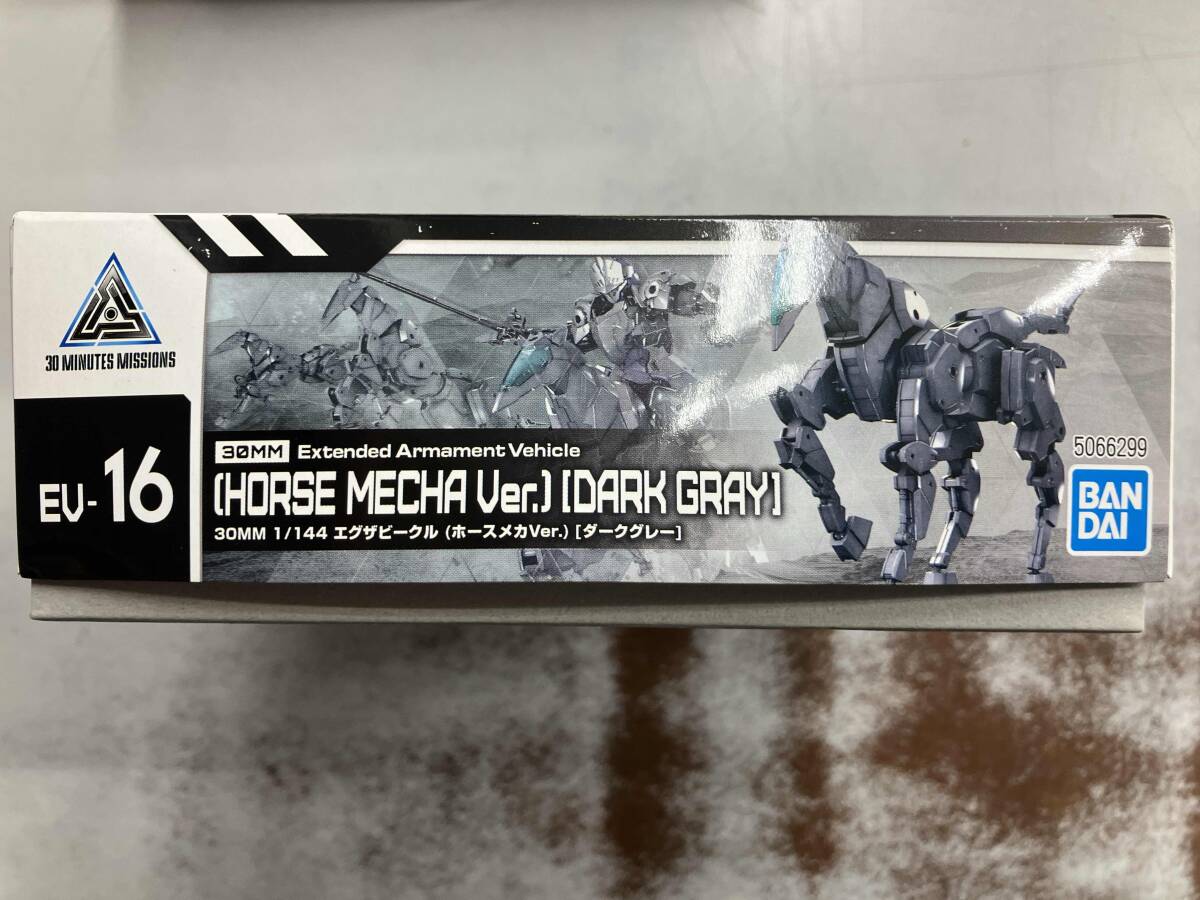 30 MINUTES MISSIONS
EV-16
30MM Extended Armament Vehicle
(HORSE MECHA Ver.) [DARK GRAY]
30MM 1/144 エグザビークル (ホースメカVer.) [ダークグレー]
5066299
BAN
DAI